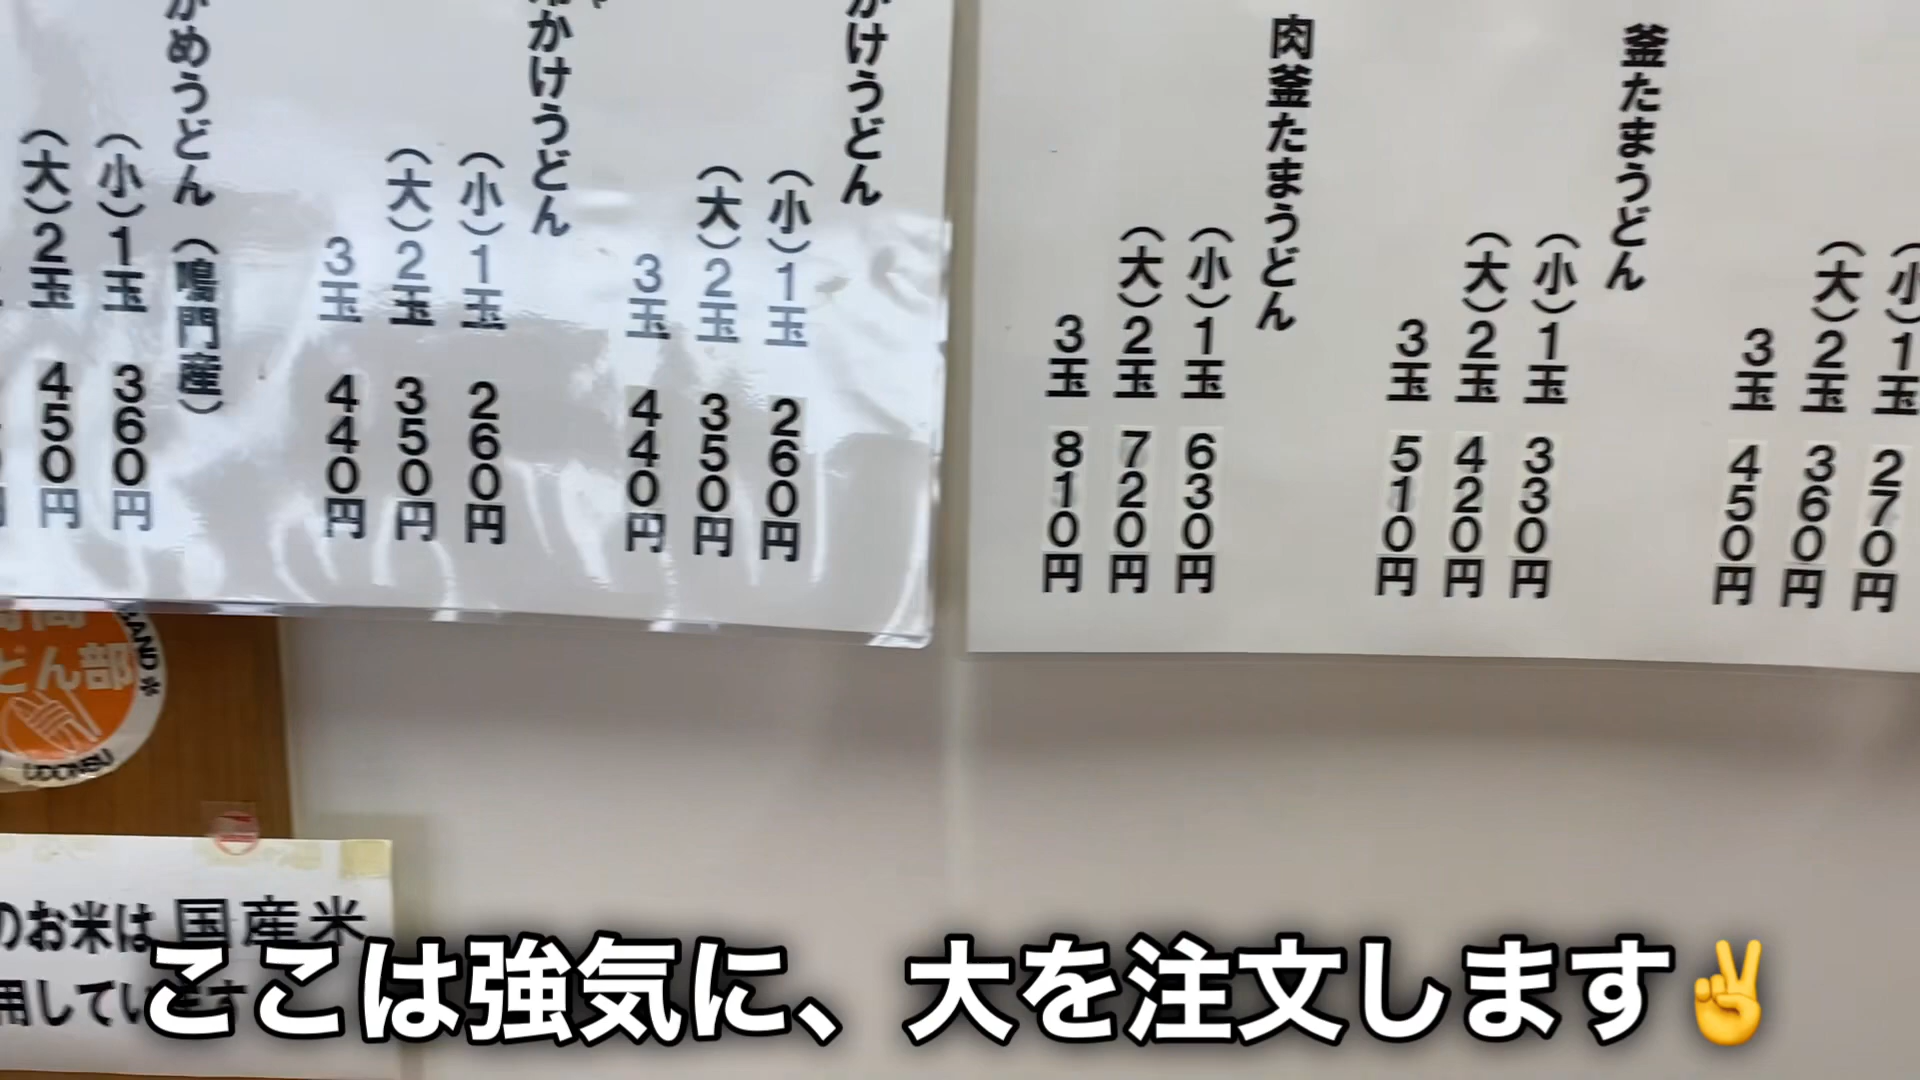 (小)1玉 270円
(大)2玉 360円
3玉 450円
釜たまうどん
(小)1玉 330円
(大)2玉 420円
3玉 510円
肉釜たまうどん
(小)1玉 630円
(大)2玉 720円
3玉 810円
かけうどん
(小)1玉 260円
(大)2玉 350円
3玉 440円
かけうどん
(小)1玉 260円
(大)2玉 350円
3玉 440円
かめうどん(鳴門産)
(小)1玉 360円
(大)2玉 450円
どん部
UDONBU
のお米は 国産米
用してい
ここは強気に、大を注文します✌